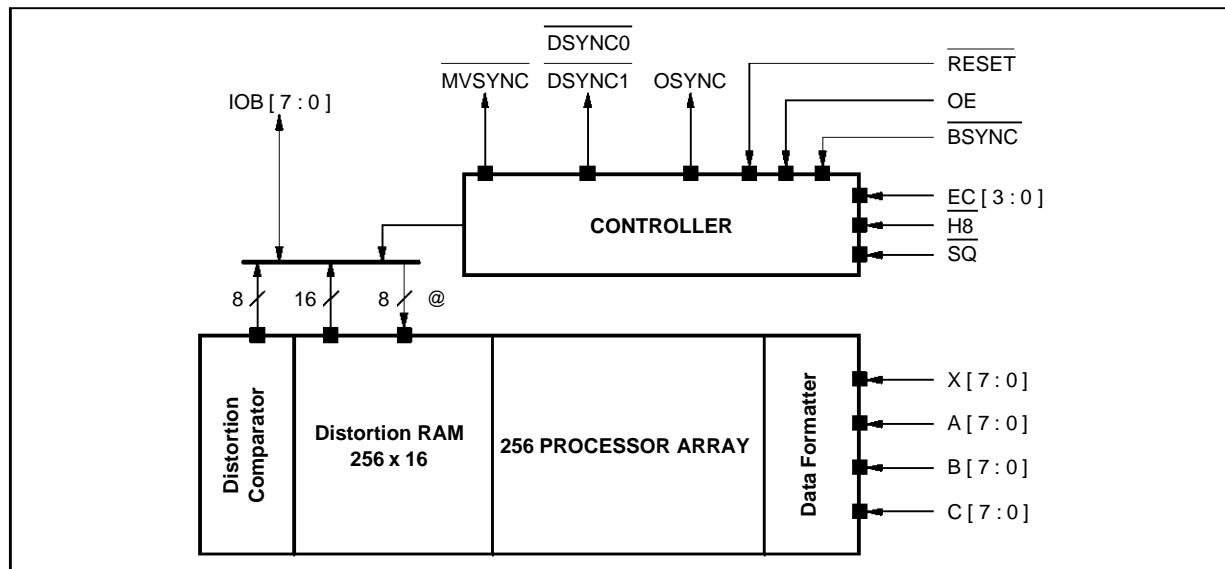 DSYNC0
MVSYNC DSYNC1 OSYNC RESET
IOB [ 7 : 0 ] OE
BSYNC
EC [ 3 : 0 ]
CONTROLLER H8
SQ
8 16 8 @
Distortion Comparator
Distortion RAM
256 x 16
256 PROCESSOR ARRAY
Data Formatter
X [ 7 : 0 ]
A [ 7 : 0 ]
B [ 7 : 0 ]
C [ 7 : 0 ]